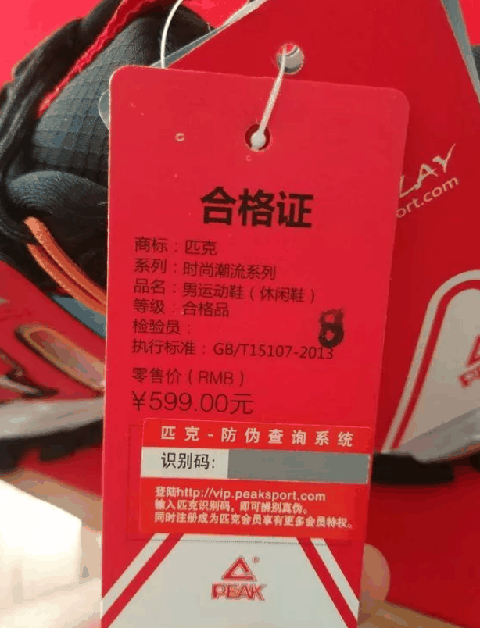 合格证
商标：匹克
系列：时尚潮流系列
品名：男运动鞋（休闲鞋）
等级：合格品
检验员：
8
执行标准：GB/T15107-2013
零售价（RMB）
¥599.00元
匹克-防伪查询系统
识别码:
登陆http://vip.peaksport.com
输入匹克识别码，即可辨别真伪。
同时注册成为匹克会员享有更多会员特权。
PEAK
LAY
ort.com
PEAK